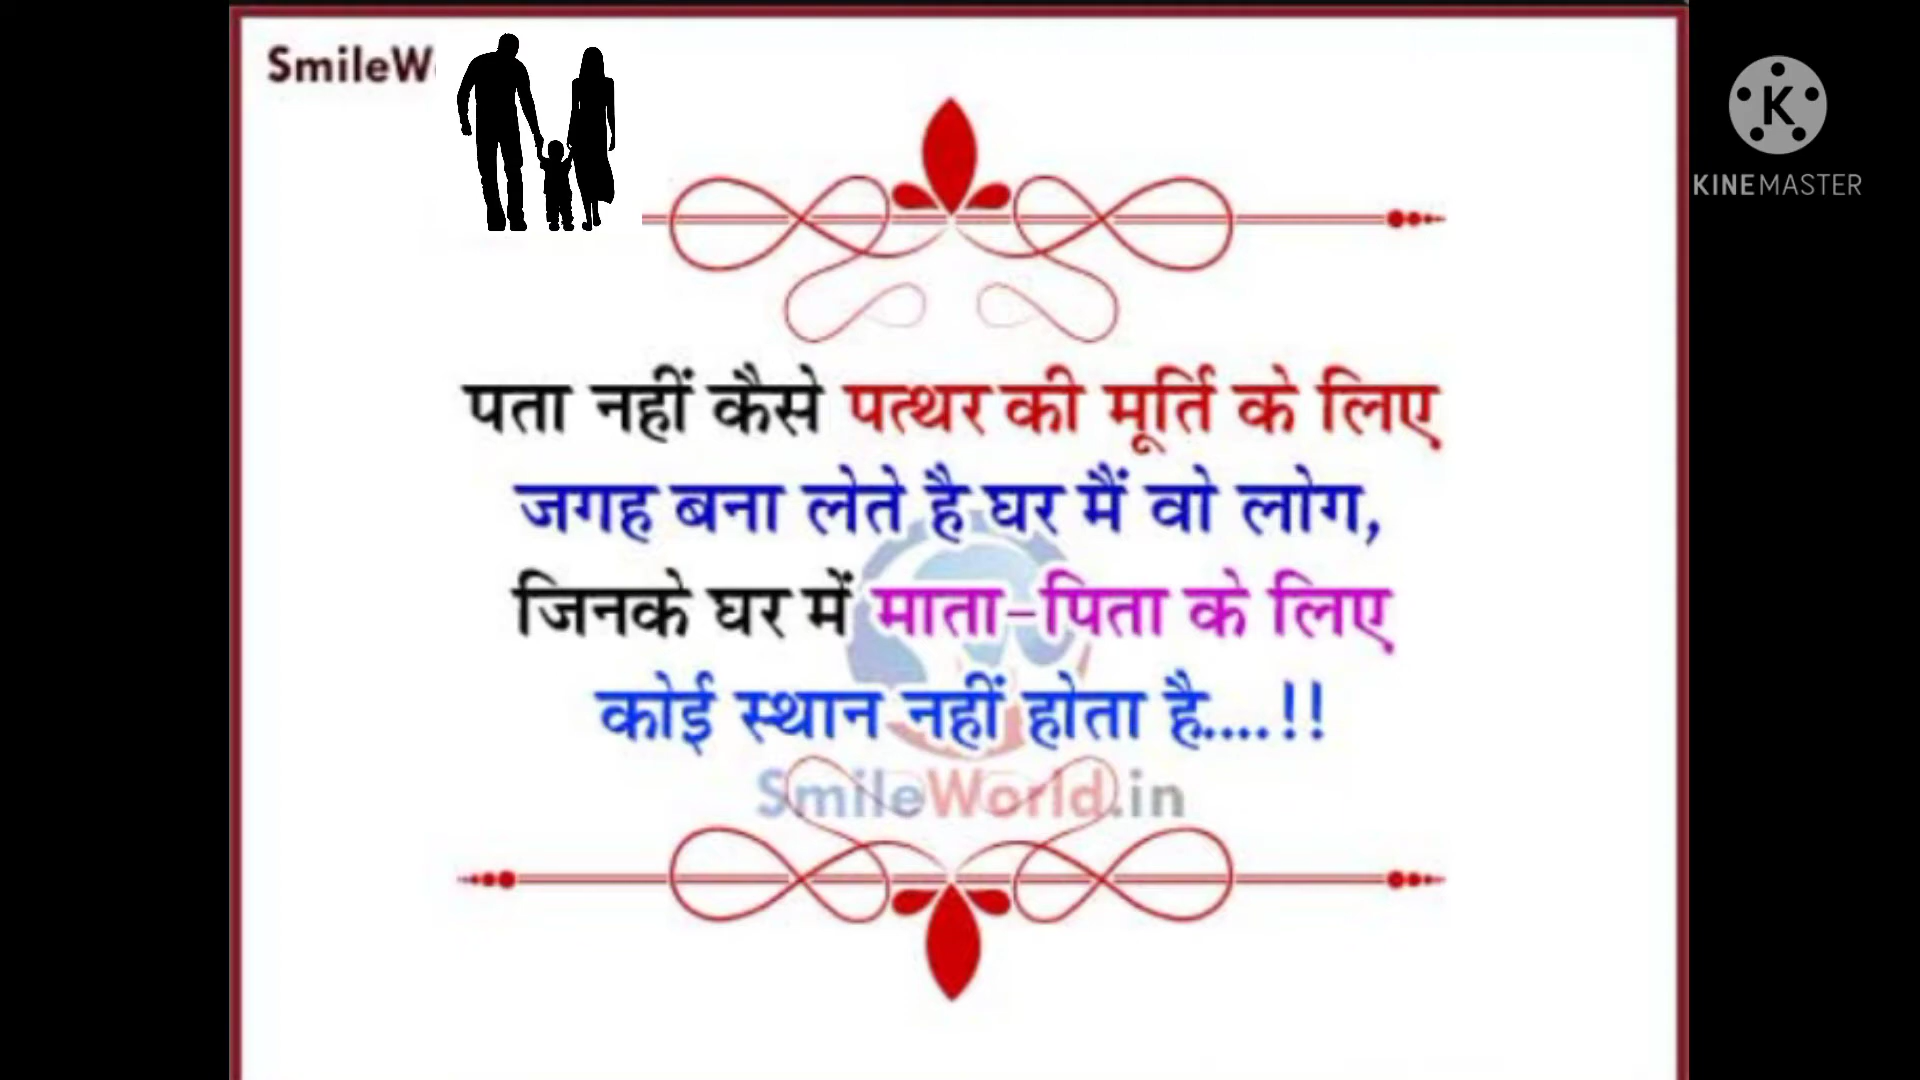 SmileW
KINEMASTER
पता नहीं कैसे पत्थर की मूर्ति के लिए
जगह बना लेते है घर मैं वो लोग,
जिनके घर में माता-पिता के लिए
कोई स्थान नहीं होता है....!!
SmileWorld.in